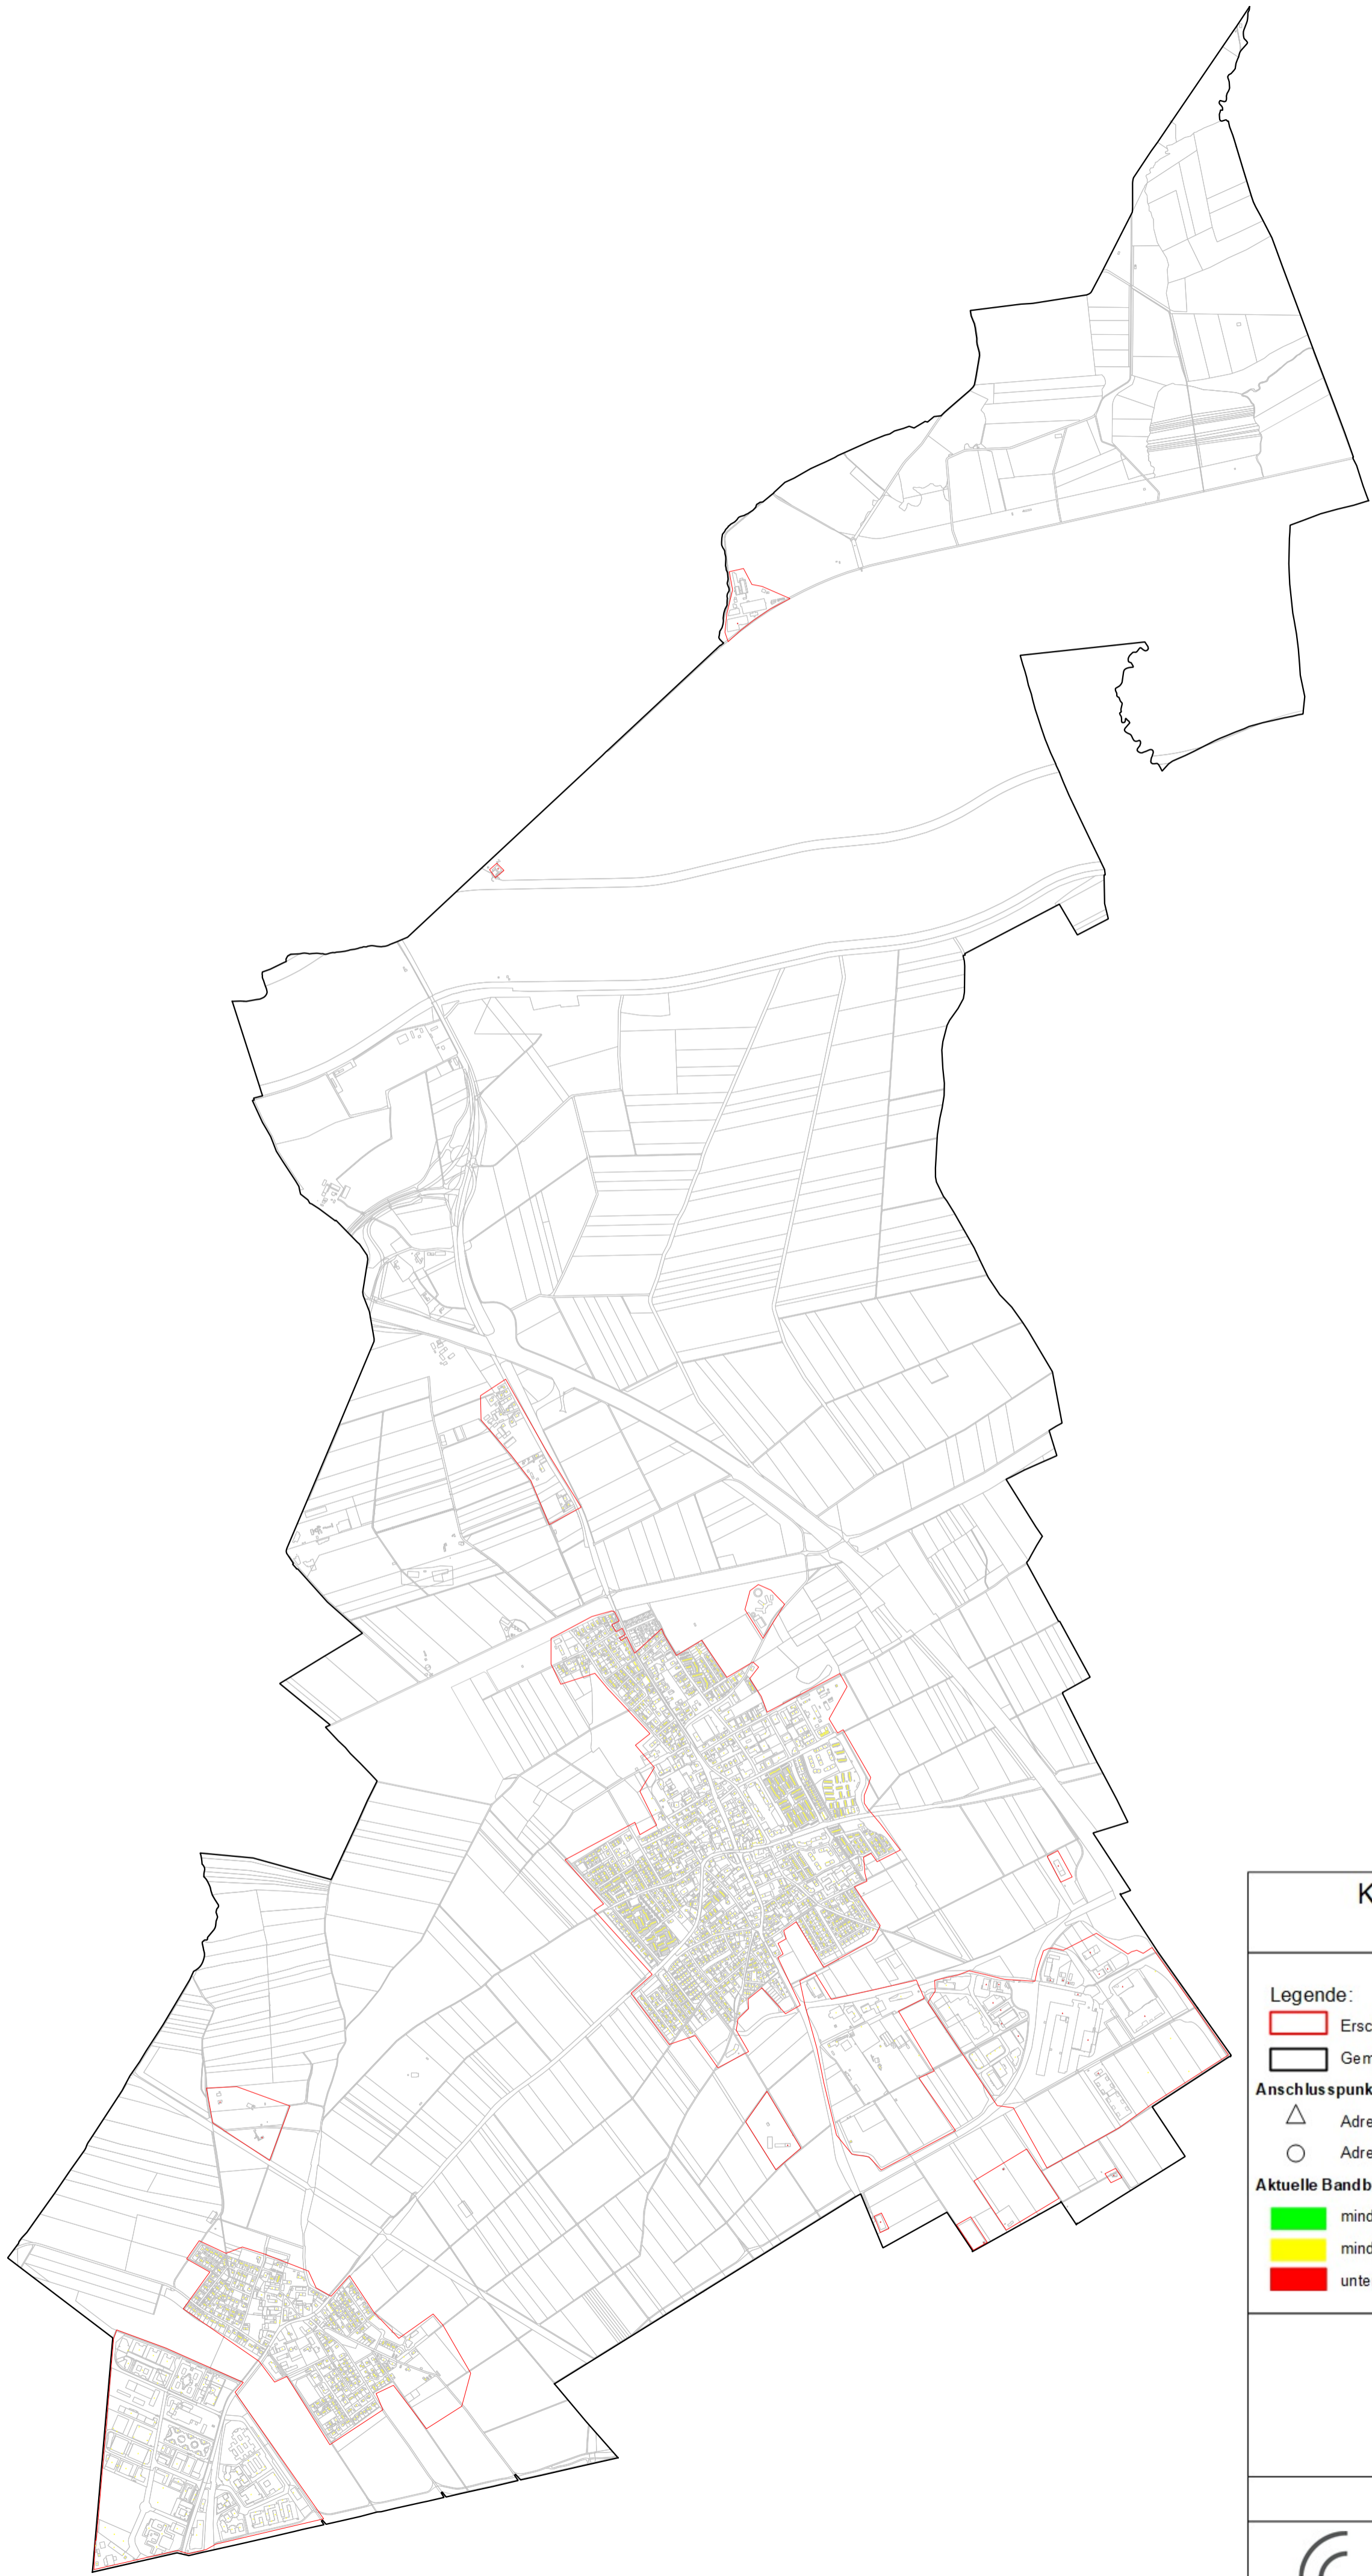 K
Legende:
Ersc
Gem
Anschlusspunk
Adre
Adre
Aktuelle Bandb
mind
mind
unte